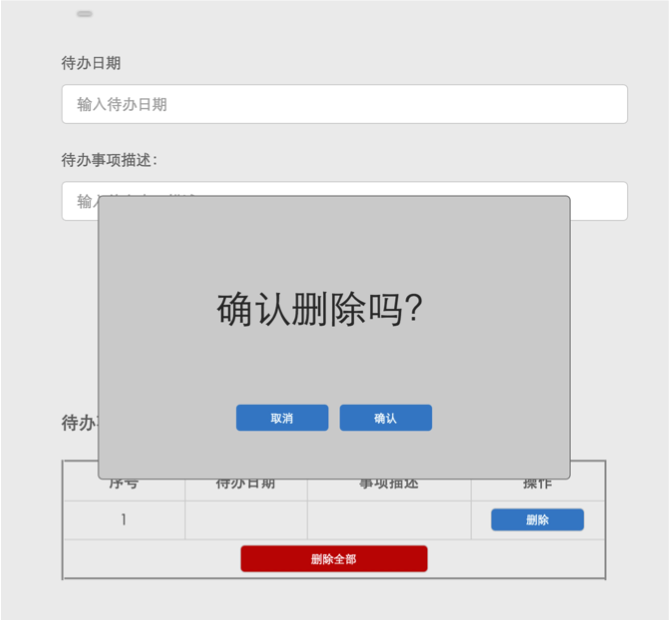 待办日期
输入待办日期
待办事项描述：
输入
确认删除吗？
取消 确认
待办
序号 待办日期 事项描述 操作
1 删除
删除全部